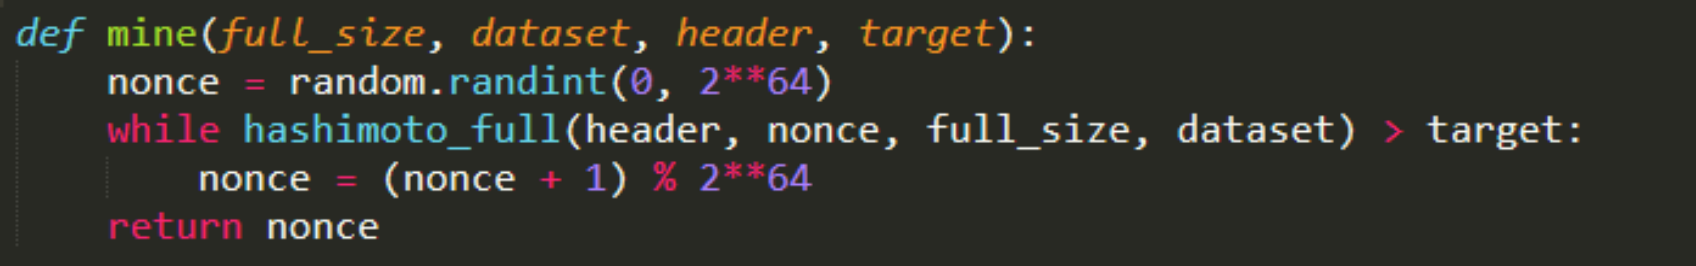 def mine(full_size, dataset, header, target):
    nonce = random.randint(0, 2**64)
    while hashimoto_full(header, nonce, full_size, dataset) > target:
        nonce = (nonce + 1) % 2**64
    return nonce